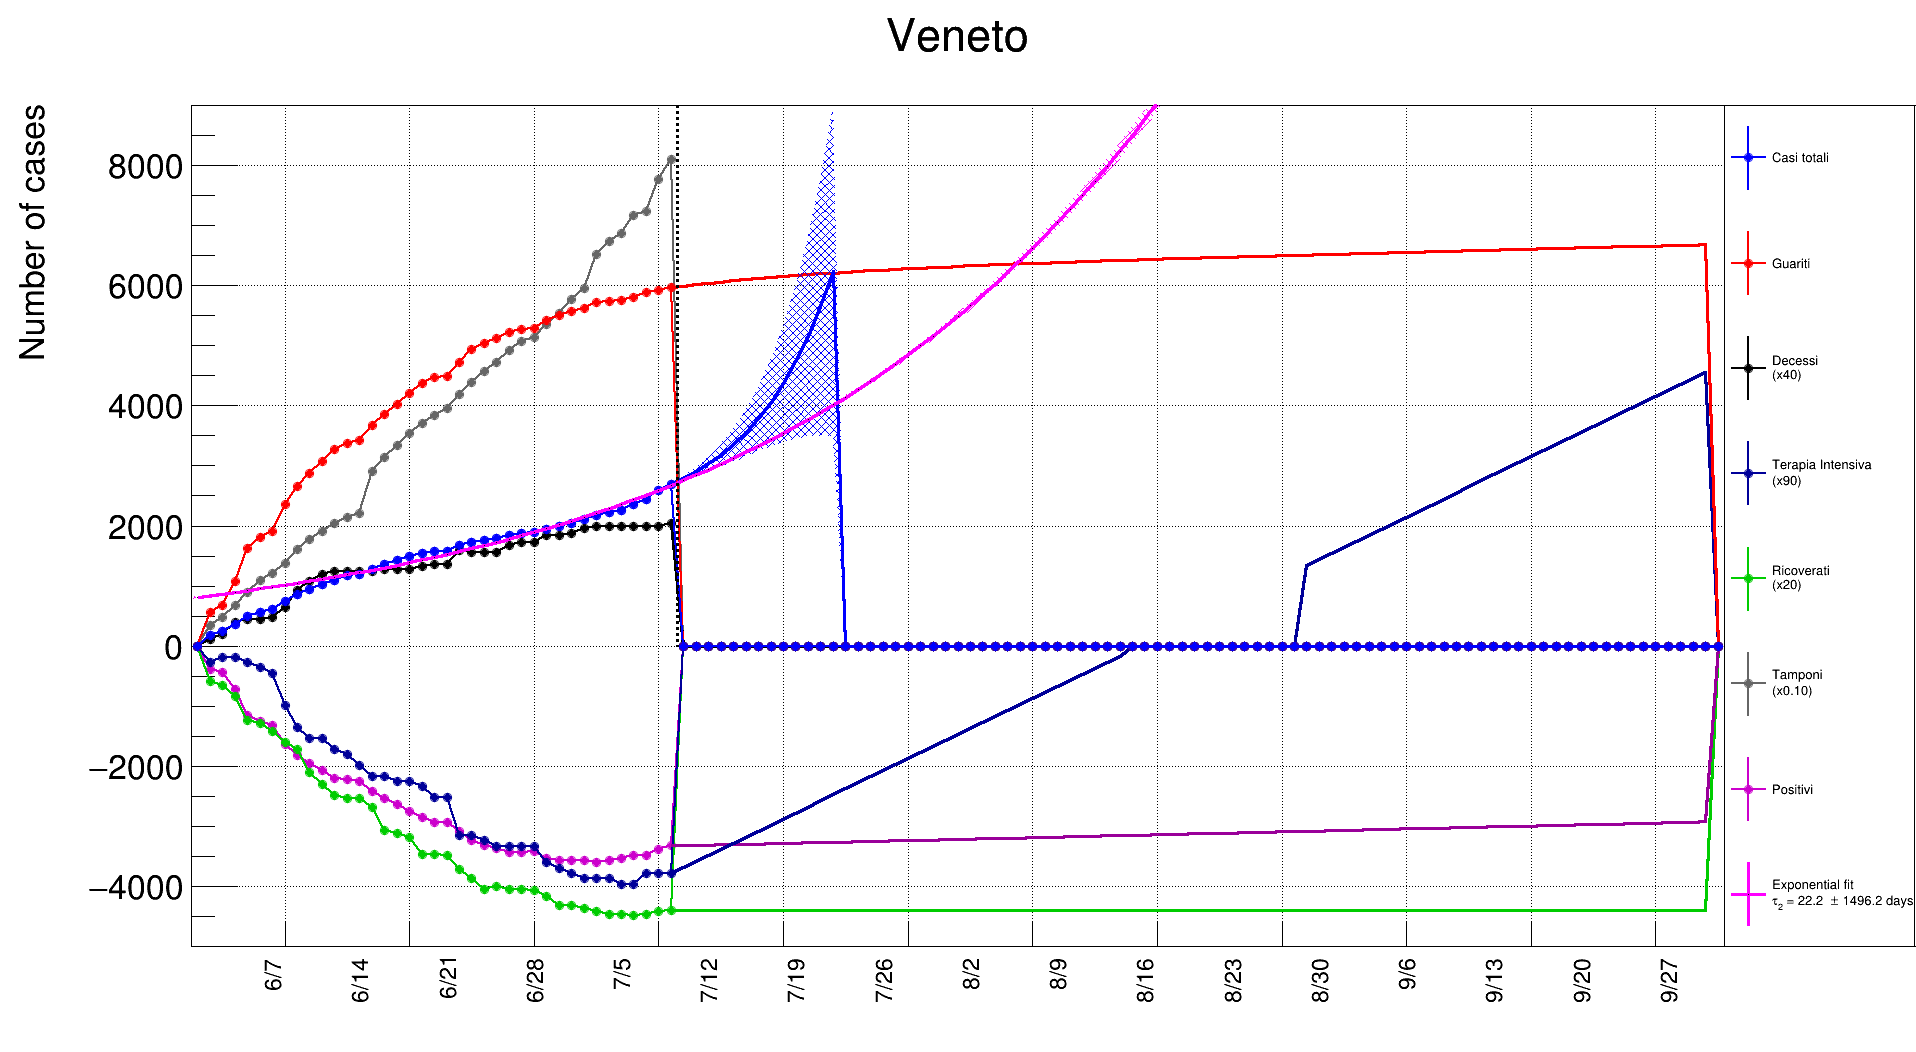 Veneto
Number of cases
8000
6000
4000
2000
0
−2000
−4000
6/7
6/14
6/21
6/28
7/5
7/12
7/19
7/26
8/2
8/9
8/16
8/23
8/30
9/6
9/13
9/20
9/27
Casi totali
Guariti
Decessi
(x40)
Terapia Intensiva
(x90)
Ricoverati
(x20)
Tamponi
(x0.10)
Positivi
Exponential fit
τ2 = 22.2 ± 1496.2 days